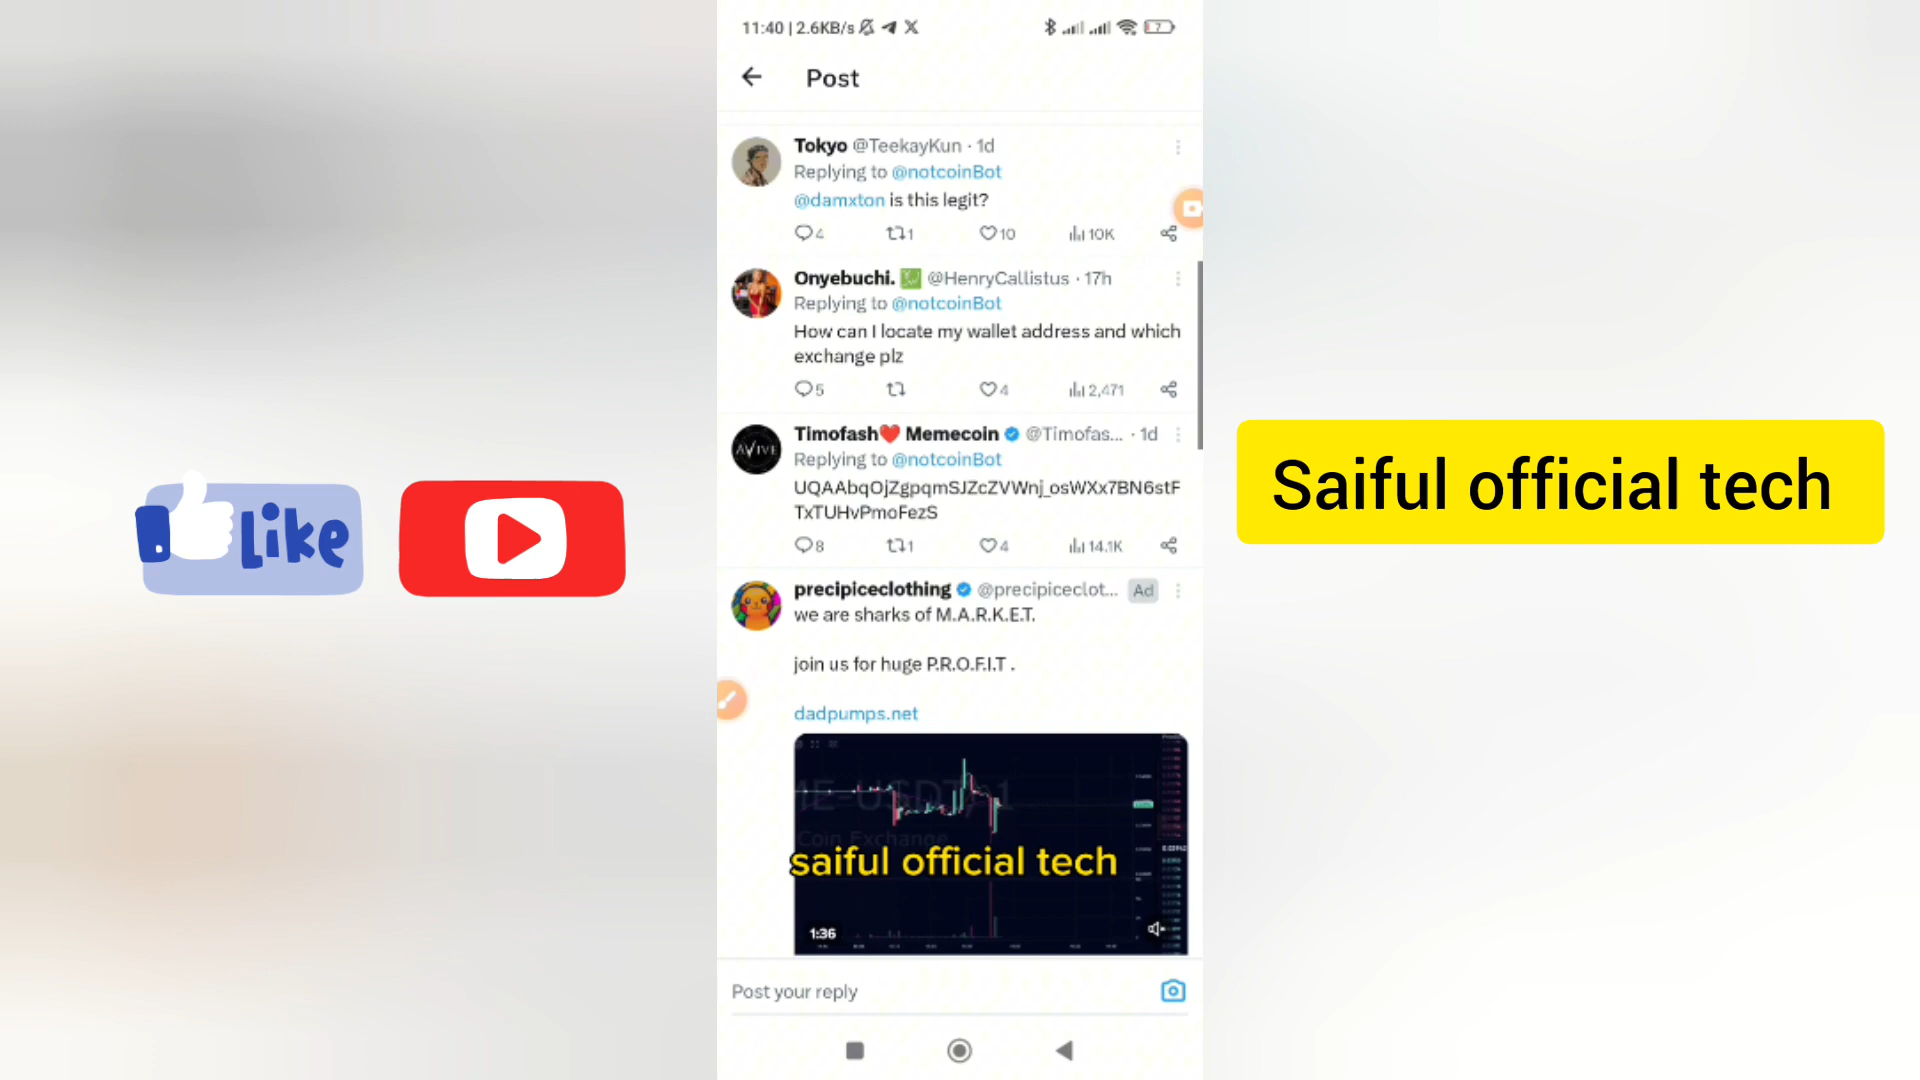 11:40 | 2.6KB/s
7
Post
Tokyo @TeekayKun · 1d
Replying to @notcoinBot
@damxton is this legit?
4 1 10 10K
Onyebuchi. @HenryCallistus · 17h
Replying to @notcoinBot
How can I locate my wallet address and which
exchange plz
5 4 2,471
Timofash Memecoin @Timofas... · 1d
Replying to @notcoinBot
UQAAbqOjZgpqmSJZcZVWnj_osWXx7BN6stF
TxTUHvPmoFezS
8 1 4 14.1K
AVIVE
precipiceclothing @precipiceclot... Ad
we are sharks of M.A.R.K.E.T.
join us for huge P.R.O.F.I.T .
dadpumps.net
Coin Exchange
saiful official tech
1:36
Post your reply
Like
Saiful official tech